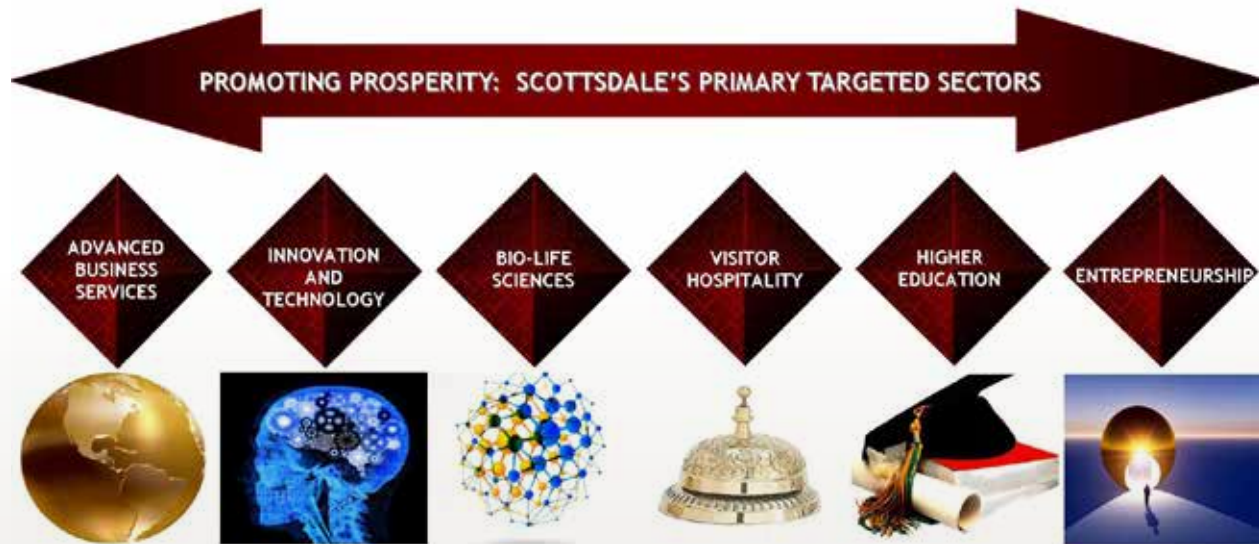 PROMOTING PROSPERITY: SCOTTSDALE'S PRIMARY TARGETED SECTORS
ADVANCED
BUSINESS
SERVICES
INNOVATION
AND
TECHNOLOGY
BIO-LIFE
SCIENCES
VISITOR
HOSPITALITY
HIGHER
EDUCATION
ENTREPRENEURSHIP